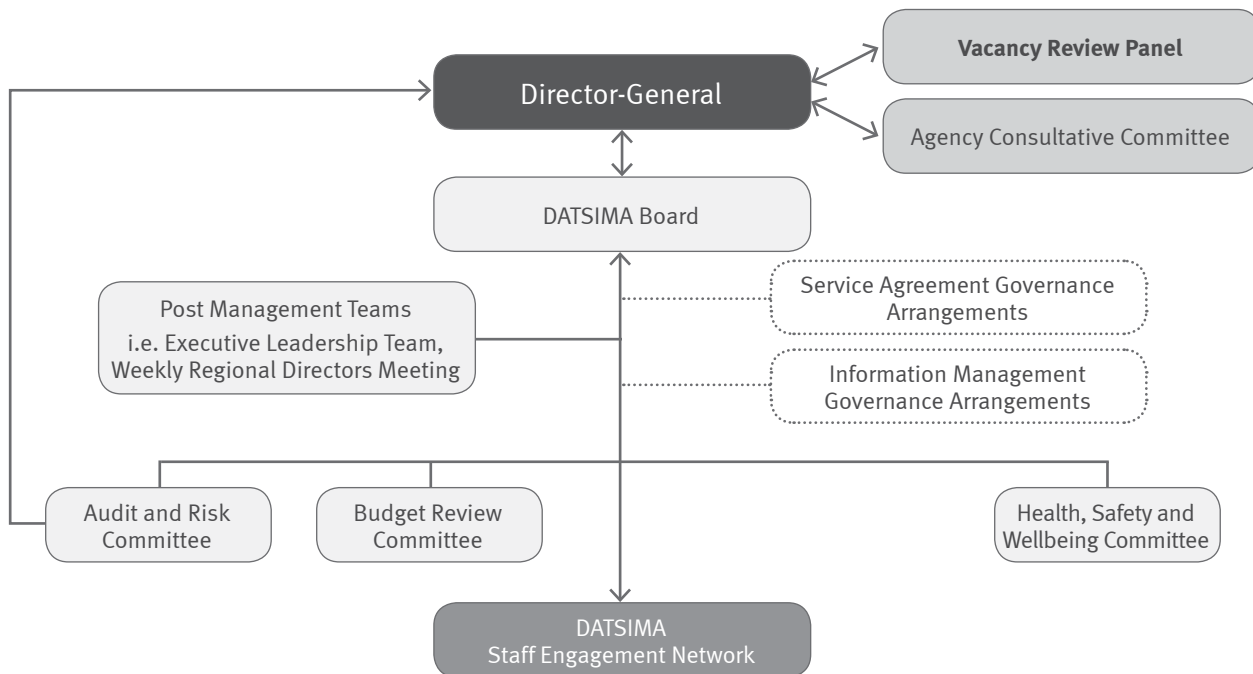 Vacancy Review Panel
Director-General
Agency Consultative Committee
DATSIMA Board
Service Agreement Governance
Arrangements
Post Management Teams
i.e. Executive Leadership Team,
Weekly Regional Directors Meeting
Information Management
Governance Arrangements
Audit and Risk
Committee
Budget Review
Committee
Health, Safety and
Wellbeing Committee
DATSIMA
Staff Engagement Network